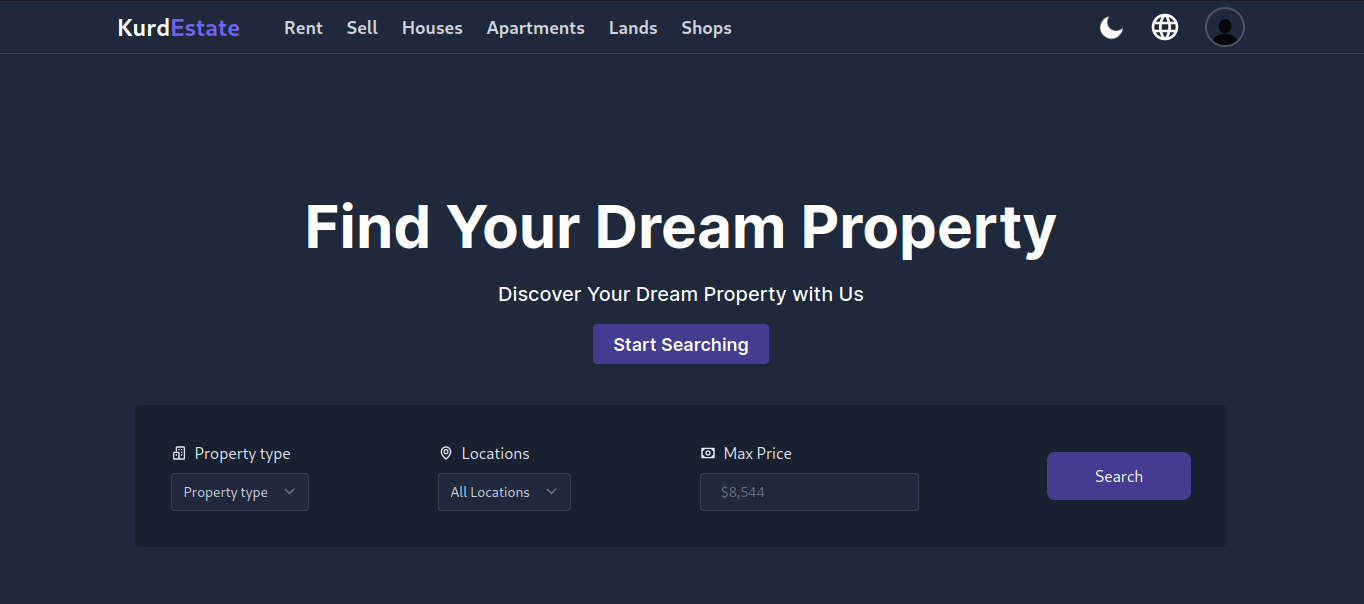 KurdEstate Rent Sell Houses Apartments Lands Shops
Find Your Dream Property
Discover Your Dream Property with Us
Start Searching
Property type Locations Max Price
Property type All Locations $8,544 Search